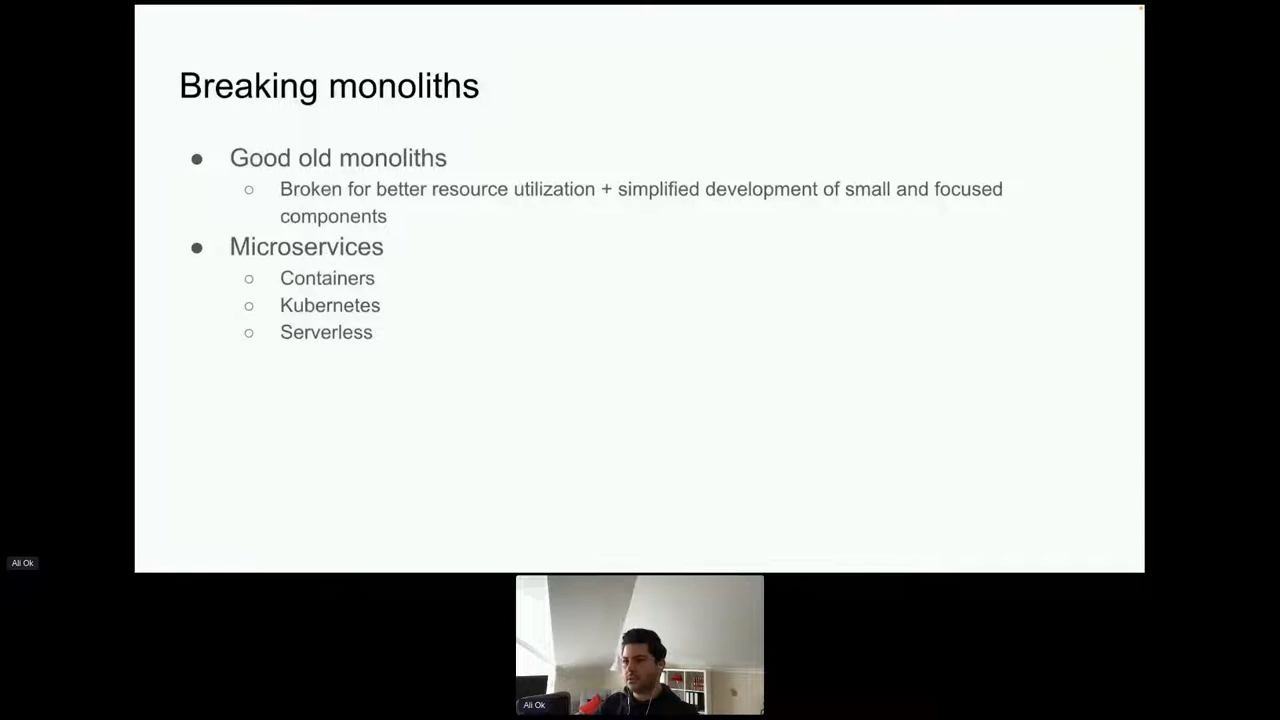 Breaking monoliths
● Good old monoliths
○ Broken for better resource utilization + simplified development of small and focused
components
● Microservices
○ Containers
○ Kubernetes
○ Serverless
Ali Ok
Ali Ok